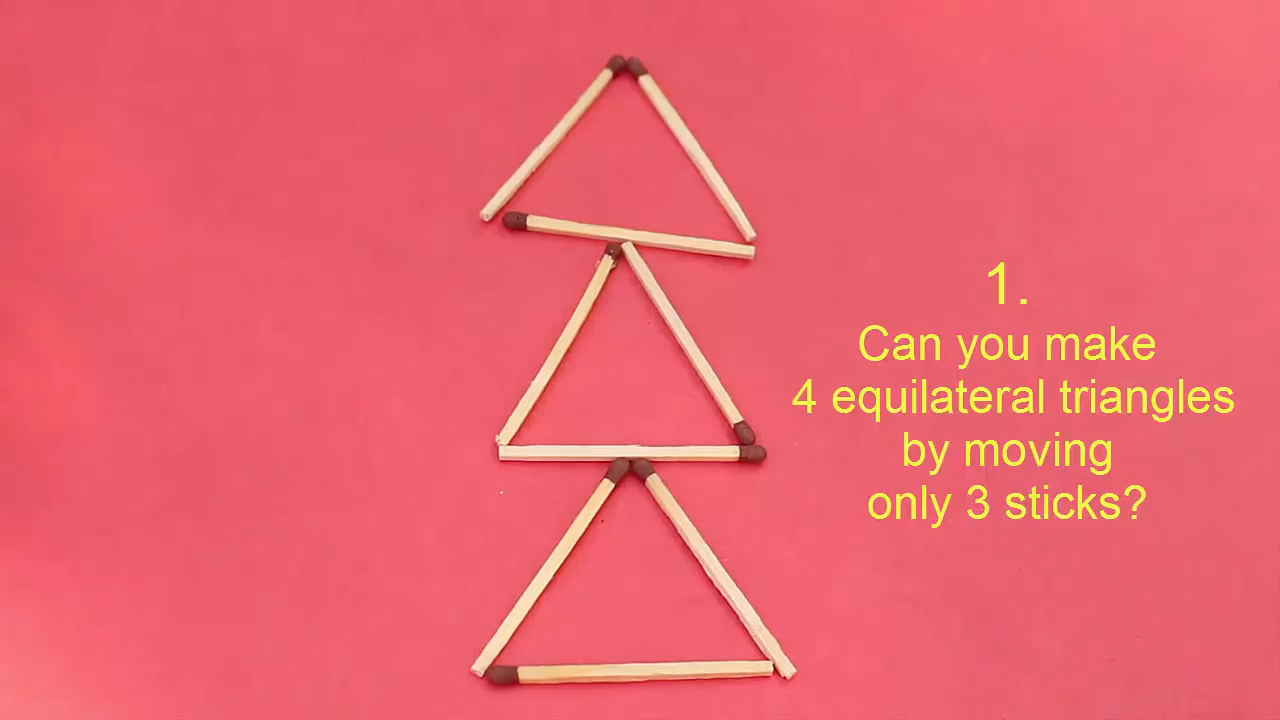 1.
Can you make
4 equilateral triangles
by moving
only 3 sticks?